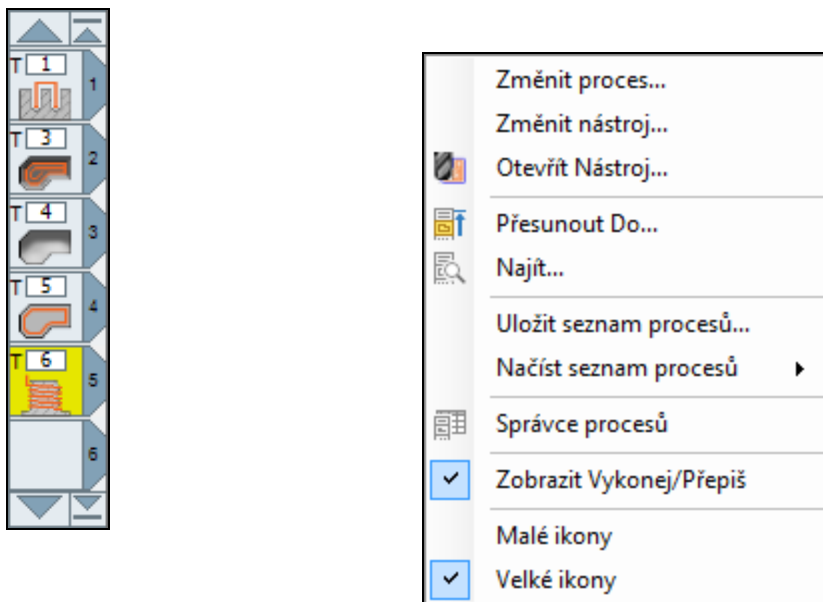 T 1
1
T 3
2
T 4
3
T 5
4
T 6
5
6
Změnit proces...
Změnit nástroj...
Otevřít Nástroj...
Přesunout Do...
Najít...
Uložit seznam procesů...
Načíst seznam procesů
Správce procesů
Zobrazit Vykonej/Přepiš
Malé ikony
Velké ikony